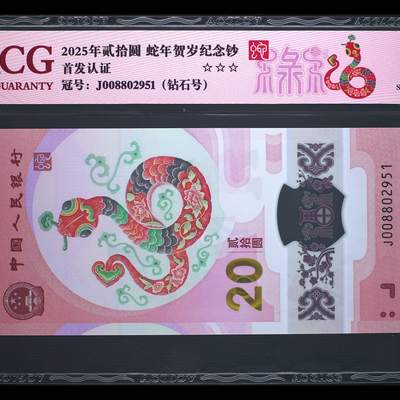 CG
2025年贰拾圆 蛇年贺岁纪念钞
首发认证 ☆☆☆
GUARANTY
冠号：J008802951（钻石号）
中国人民银行
贰拾圆
20
J008802951